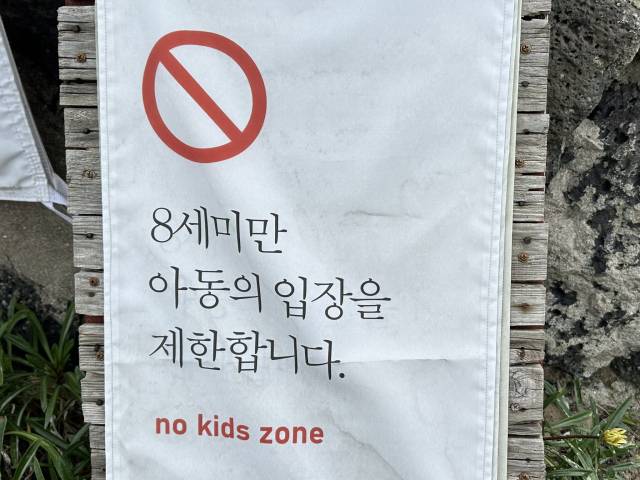 8세미만
아동의 입장을
제한합니다.
no kids zone